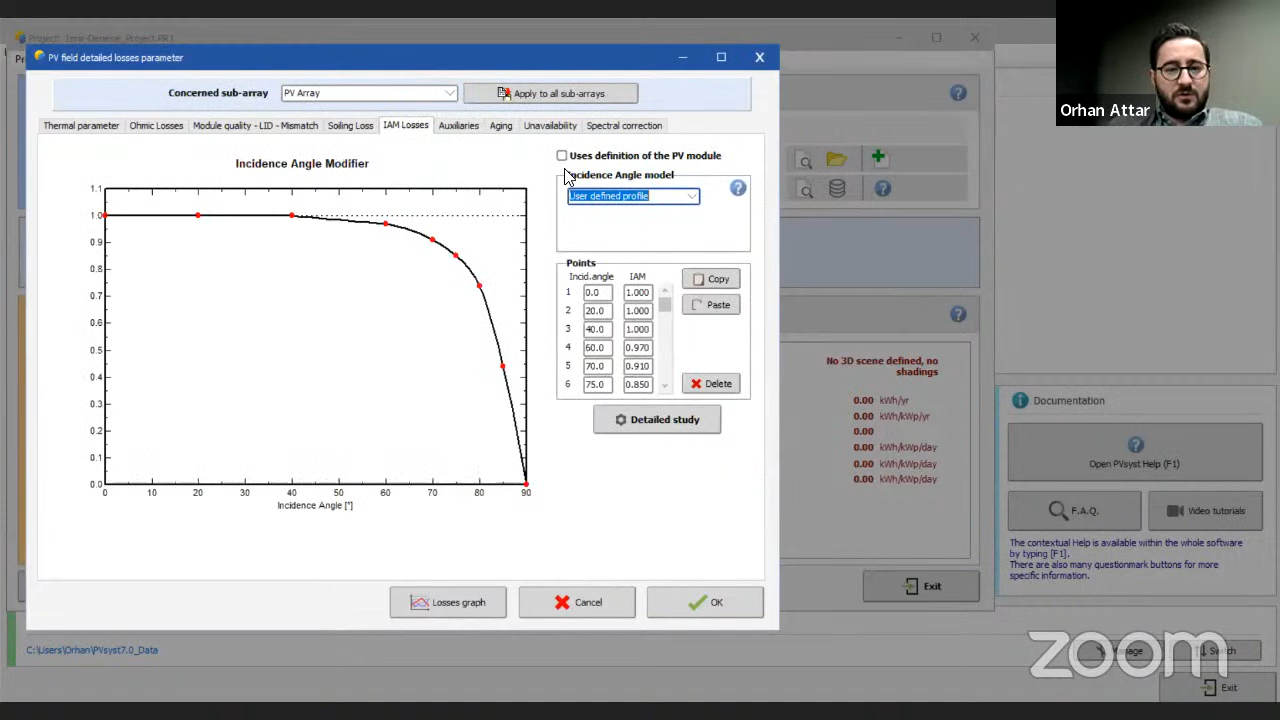 Project: Izmir-Deneme_Project.PRJ
PV field detailed losses parameter
Orhan Attar
Concerned sub-array
PV Array
Apply to all sub-arrays
Thermal parameter
Ohmic Losses
Module quality - LID - Mismatch
Soiling Loss
IAM Losses
Auxiliaries
Aging
Unavailability
Spectral correction
Incidence Angle Modifier
1.1
1.0
0.9
0.8
0.7
0.6
0.5
0.4
0.3
0.2
0.1
0.0
0 10 20 30 40 50 60 70 80 90
Incidence Angle [°]
Uses definition of the PV module
Incidence Angle model
User defined profile
Points
Incid.angle IAM
1 0.0 1.000
2 20.0 1.000
3 40.0 1.000
4 60.0 0.970
5 70.0 0.910
6 75.0 0.850
Copy
Paste
Delete
Detailed study
Losses graph
Cancel
OK
No 3D scene defined, no
shadings
0.00 kWh/yr
0.00 kWh/kWp/yr
0.00
0.00 kWh/kWp/day
0.00 kWh/kWp/day
0.00 kWh/kWp/day
Exit
Documentation
Open PVsyst Help (F1)
F.A.Q.
Video tutorials
The contextual Help is available within the whole software
by typing [F1].
There are also many questionmark buttons for more
specific information.
C:\Users\Orhan\PVsyst7.0_Data
Manage
Switch
zoom
Exit